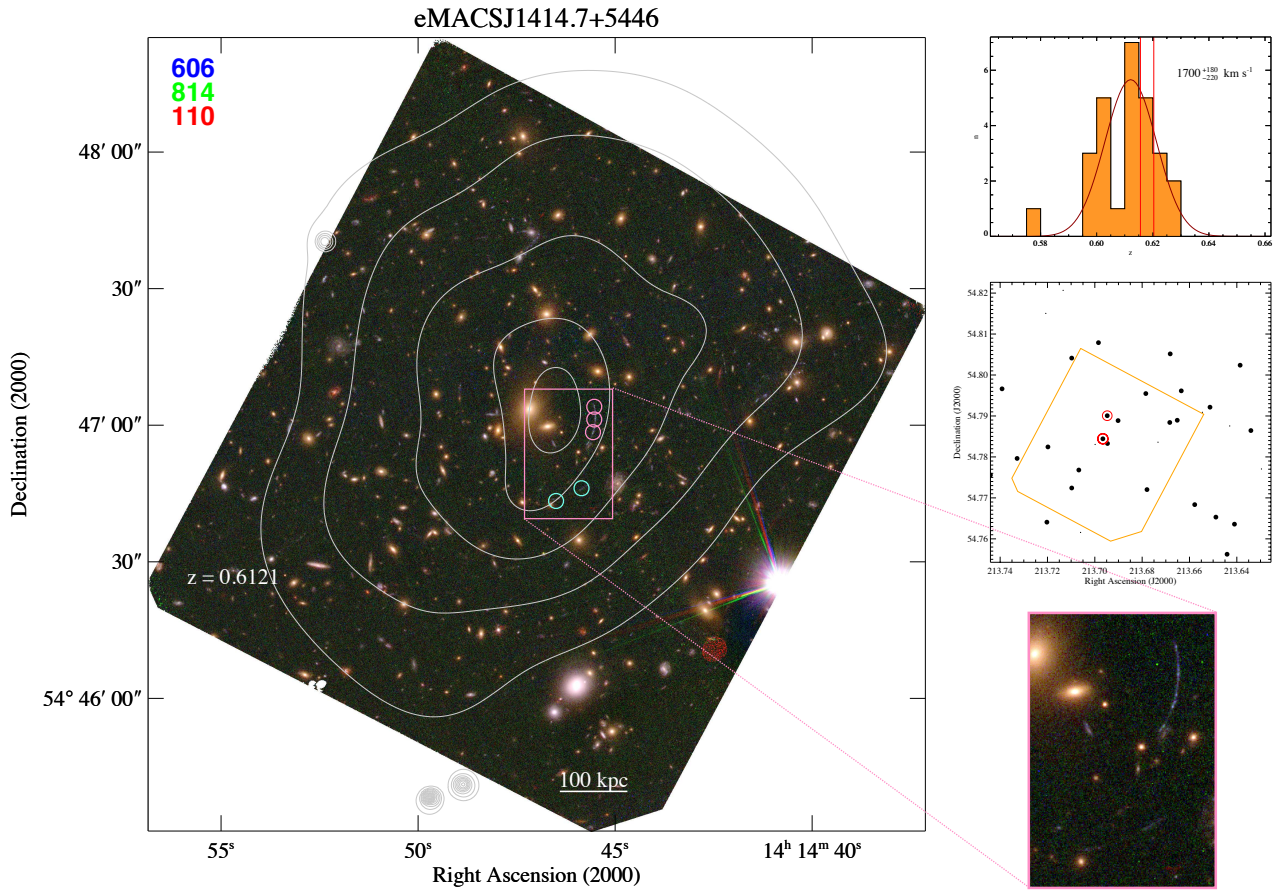 eMACSJ1414.7+5446
606
814
110
48′ 00″
30″
47′ 00″
30″
54° 46′ 00″
Declination (2000)
z = 0.6121
100 kpc
55ˢ
50ˢ
45ˢ
14ʰ 14ᵐ 40ˢ
Right Ascension (2000)
1700 +180 −220 km s⁻¹
6
4
2
0
n
0.58
0.60
0.62
0.64
0.66
z
54.82
54.81
54.80
54.79
54.78
54.77
54.76
Declination (J2000)
213.74
213.72
213.70
213.68
213.66
213.64
Right Ascension (J2000)